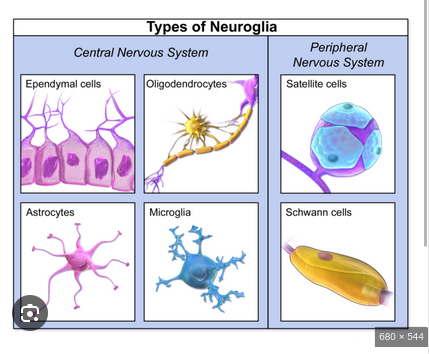 Types of Neuroglia
Central Nervous System
Peripheral
Nervous System
Ependymal cells
Oligodendrocytes
Satellite cells
Astrocytes
Microglia
Schwann cells
680 × 544